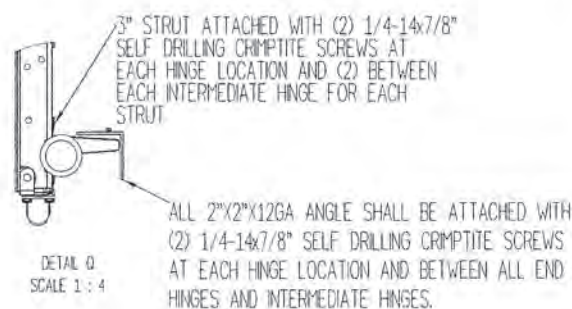 3" STRUT ATTACHED WITH (2) 1/4-14x7/8"
SELF DRILLING CRIMPTITE SCREWS AT
EACH HINGE LOCATION AND (2) BETWEEN
EACH INTERMEDIATE HINGE FOR EACH
STRUT
ALL 2"X2"X12GA ANGLE SHALL BE ATTACHED WITH
(2) 1/4-14x7/8" SELF DRILLING CRIMPTITE SCREWS
AT EACH HINGE LOCATION AND BETWEEN ALL END
HINGES AND INTERMEDIATE HINGES.
DETAIL Q
SCALE 1 : 4